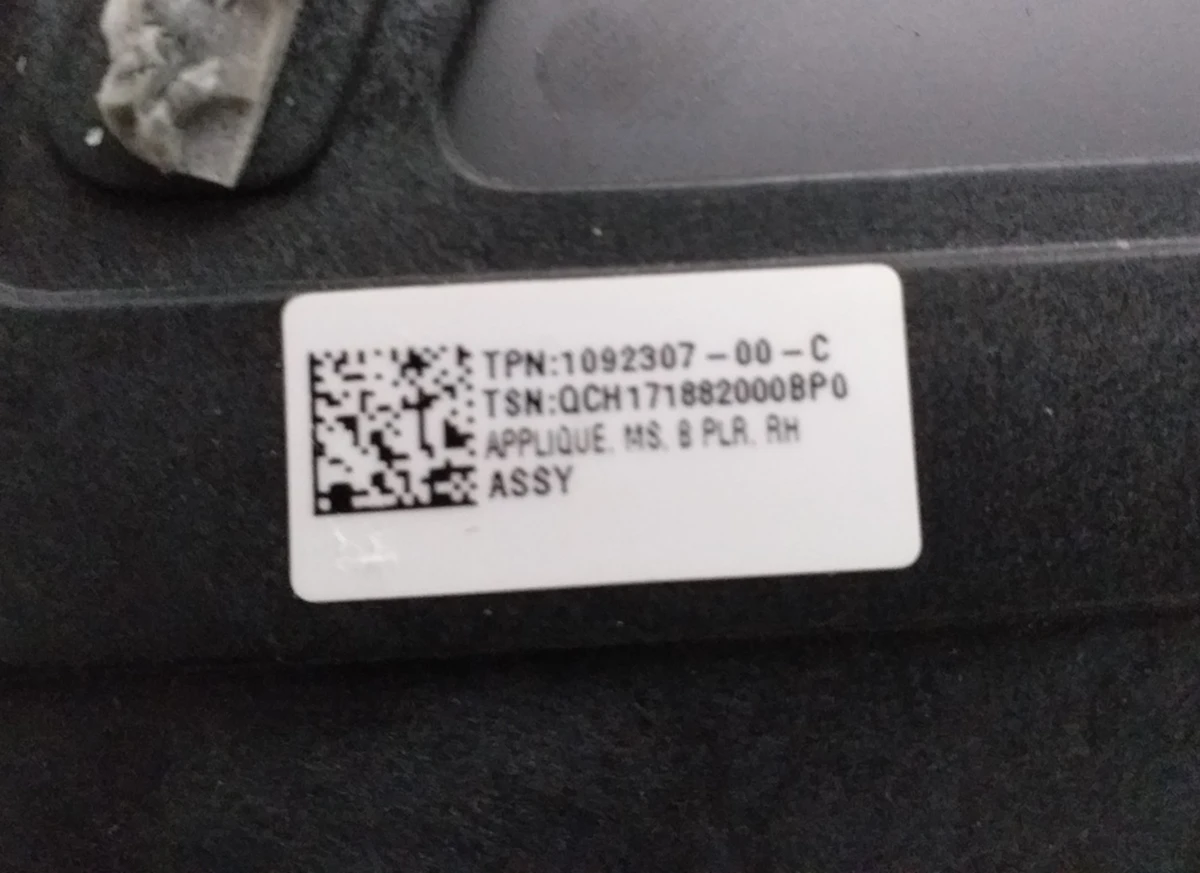 TPN:1092307-00-C
TSN:QCH171882000BP0
APPLIQUE, MS, B PLR, RH
ASSY